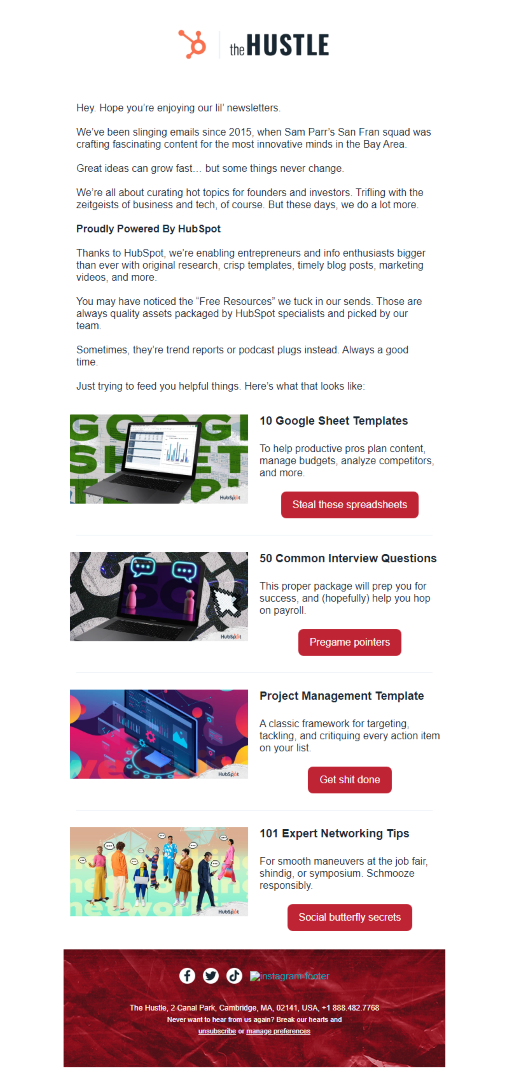 the HUSTLE
Hey. Hope you're enjoying our lil' newsletters.
We've been slinging emails since 2015, when Sam Parr's San Fran squad was
crafting fascinating content for the most innovative minds in the Bay Area.
Great ideas can grow fast… but some things never change.
We're all about curating hot topics for founders and investors. Trifling with the
zeitgeists of business and tech, of course. But these days, we do a lot more.
Proudly Powered By HubSpot
Thanks to HubSpot, we're enabling entrepreneurs and info enthusiasts bigger
than ever with original research, crisp templates, timely blog posts, marketing
videos, and more.
You may have noticed the "Free Resources" we tuck in our sends. Those are
always quality assets packaged by HubSpot specialists and picked by our
team.
Sometimes, they're trend reports or podcast plugs instead. Always a good
time.
Just trying to feed you helpful things. Here's what that looks like:
GOOGL
SHEET
HubSpot
10 Google Sheet Templates
To help productive pros plan content,
manage budgets, analyze competitors,
and more.
Steal these spreadsheets
HubSpot
50 Common Interview Questions
This proper package will prep you for
success, and (hopefully) help you hop
on payroll.
Pregame pointers
HubSpot
Project Management Template
A classic framework for targeting,
tackling, and critiquing every action item
on your list.
Get shit done
HubSpot
101 Expert Networking Tips
For smooth maneuvers at the job fair,
shindig, or symposium. Schmooze
responsibly.
Social butterfly secrets
instagram-footer
The Hustle, 2 Canal Park, Cambridge, MA, 02141, USA, +1 888.482.7768
Never want to hear from us again? Break our hearts and
unsubscribe or manage preferences